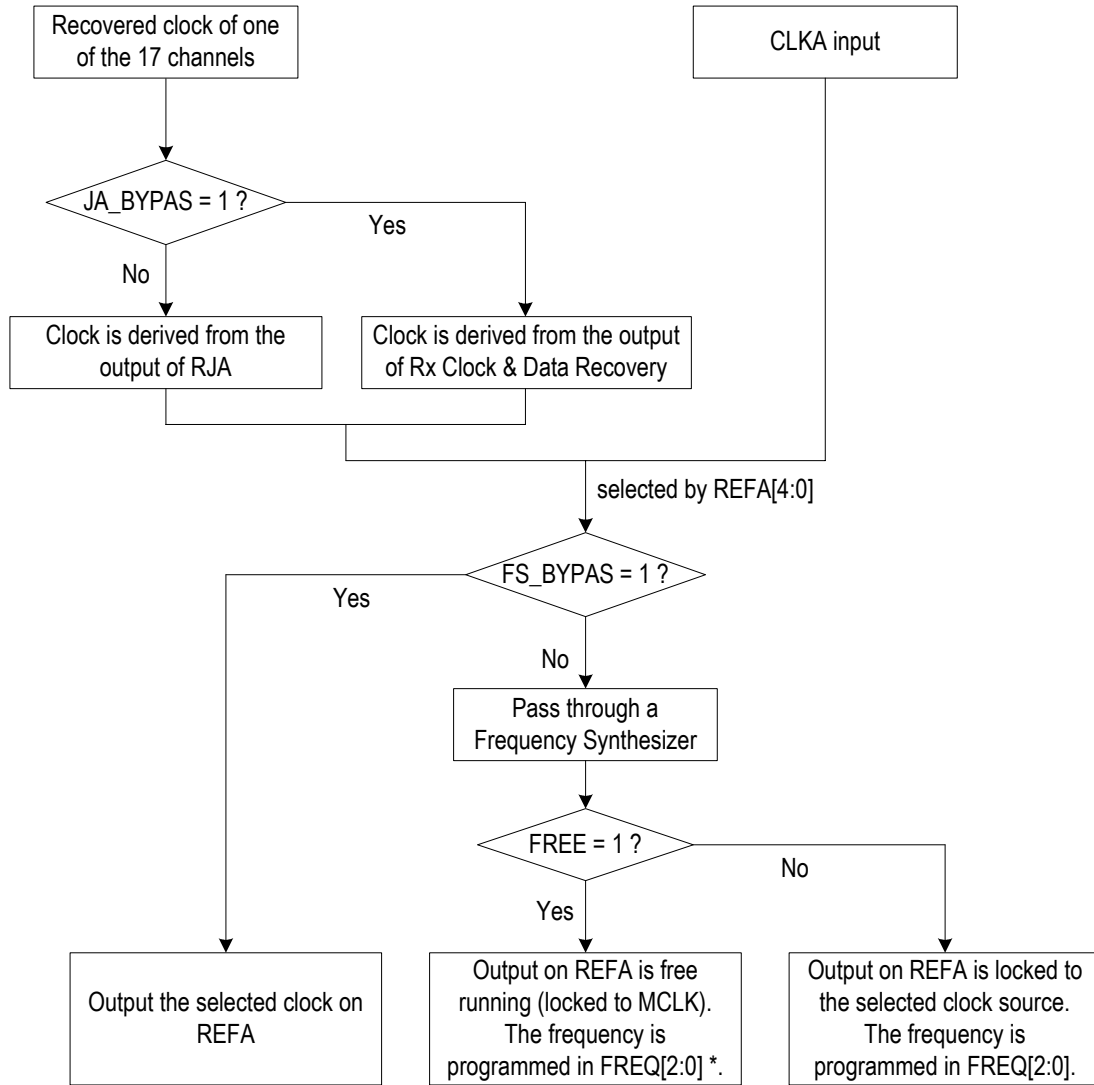 Recovered clock of one
of the 17 channels
CLKA input
JA_BYPAS = 1 ?
Yes
No
Clock is derived from the
output of RJA
Clock is derived from the output
of Rx Clock & Data Recovery
selected by REFA[4:0]
FS_BYPAS = 1 ?
Yes
No
Pass through a
Frequency Synthesizer
FREE = 1 ?
No
Yes
Output the selected clock on
REFA
Output on REFA is free
running (locked to MCLK).
The frequency is
programmed in FREQ[2:0] *.
Output on REFA is locked to
the selected clock source.
The frequency is
programmed in FREQ[2:0].